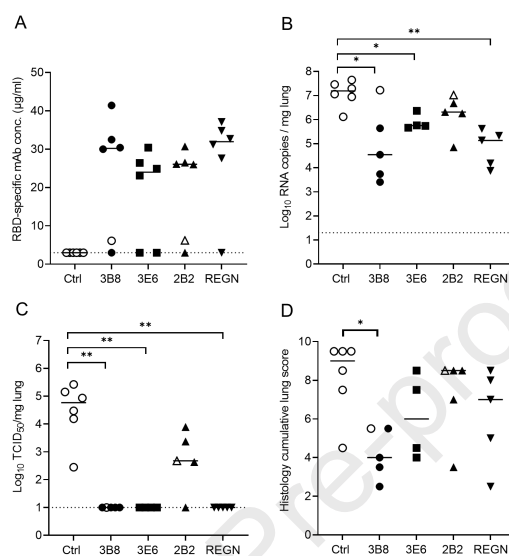 A
RBD-specific mAb conc. (µg/ml)
50
40
30
20
10
0
Ctrl 3B8 3E6 2B2 REGN
B
**
*
*
Log10 RNA copies / mg lung
8
7
6
5
4
3
2
1
0
Ctrl 3B8 3E6 2B2 REGN
C
**
**
**
Log10 TCID50/mg lung
7
6
5
4
3
2
1
0
Ctrl 3B8 3E6 2B2 REGN
D
*
Histology cumulative lung score
10
8
6
4
2
0
Ctrl 3B8 3E6 2B2 REGN
Pre-proo